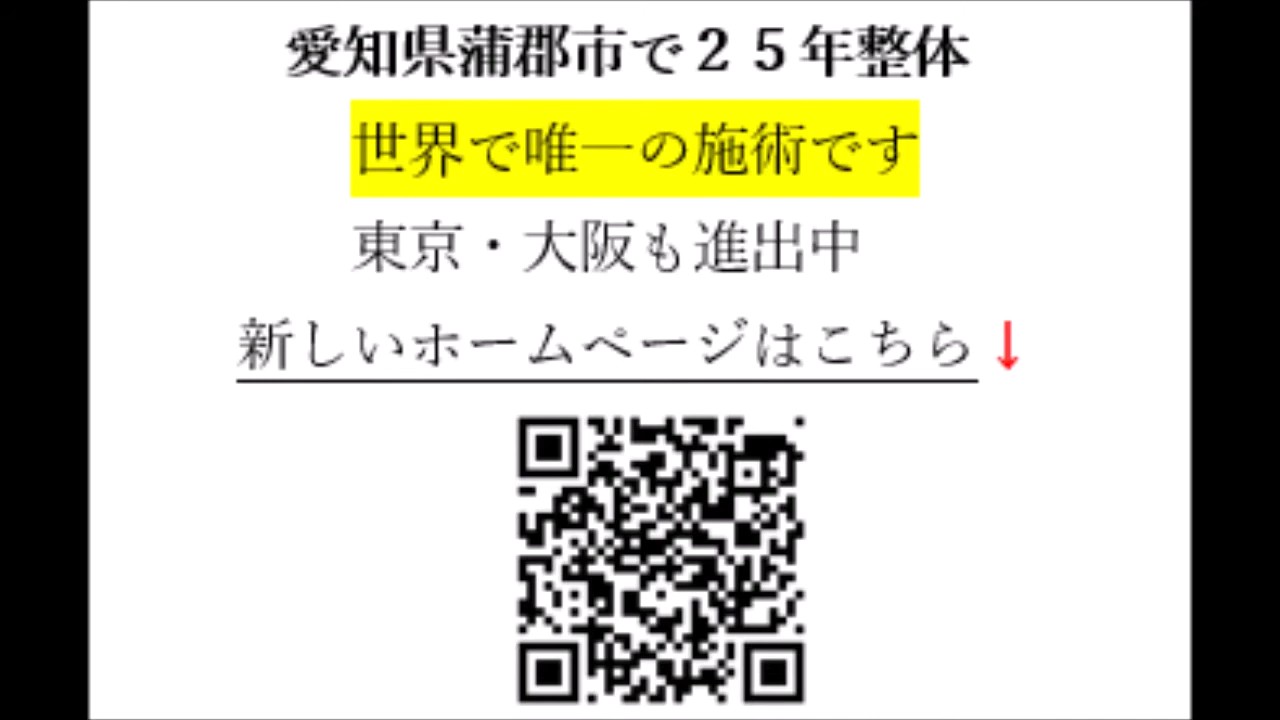 愛知県蒲郡市で２５年整体
世界で唯一の施術です
東京・大阪も進出中
新しいホームページはこちら↓